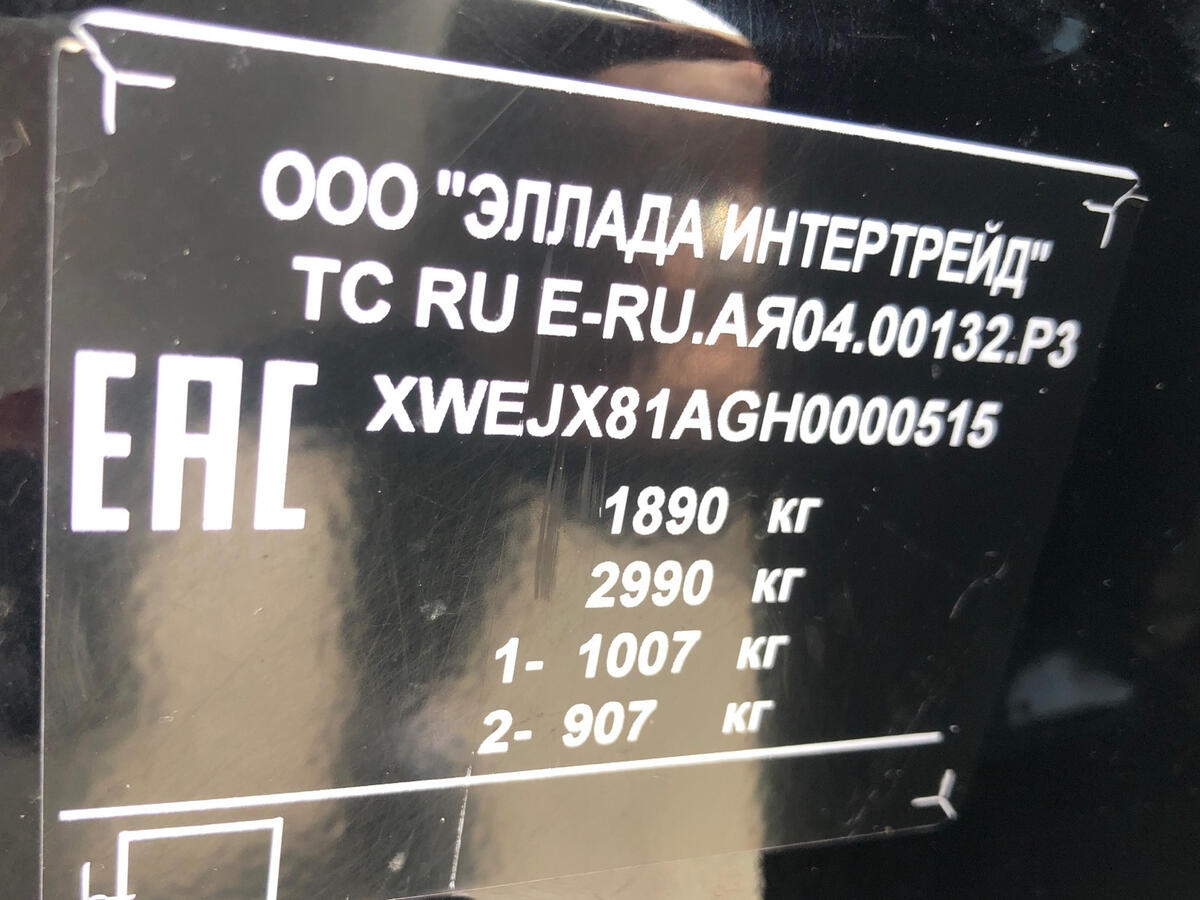 ООО "ЭЛЛАДА ИНТЕРТРЕЙД"
ТС RU E-RU.АЯ04.00132.Р3
EAC
XWEJX81AGH0000515
1890 кг
2990 кг
1- 1007 кг
2- 907 кг